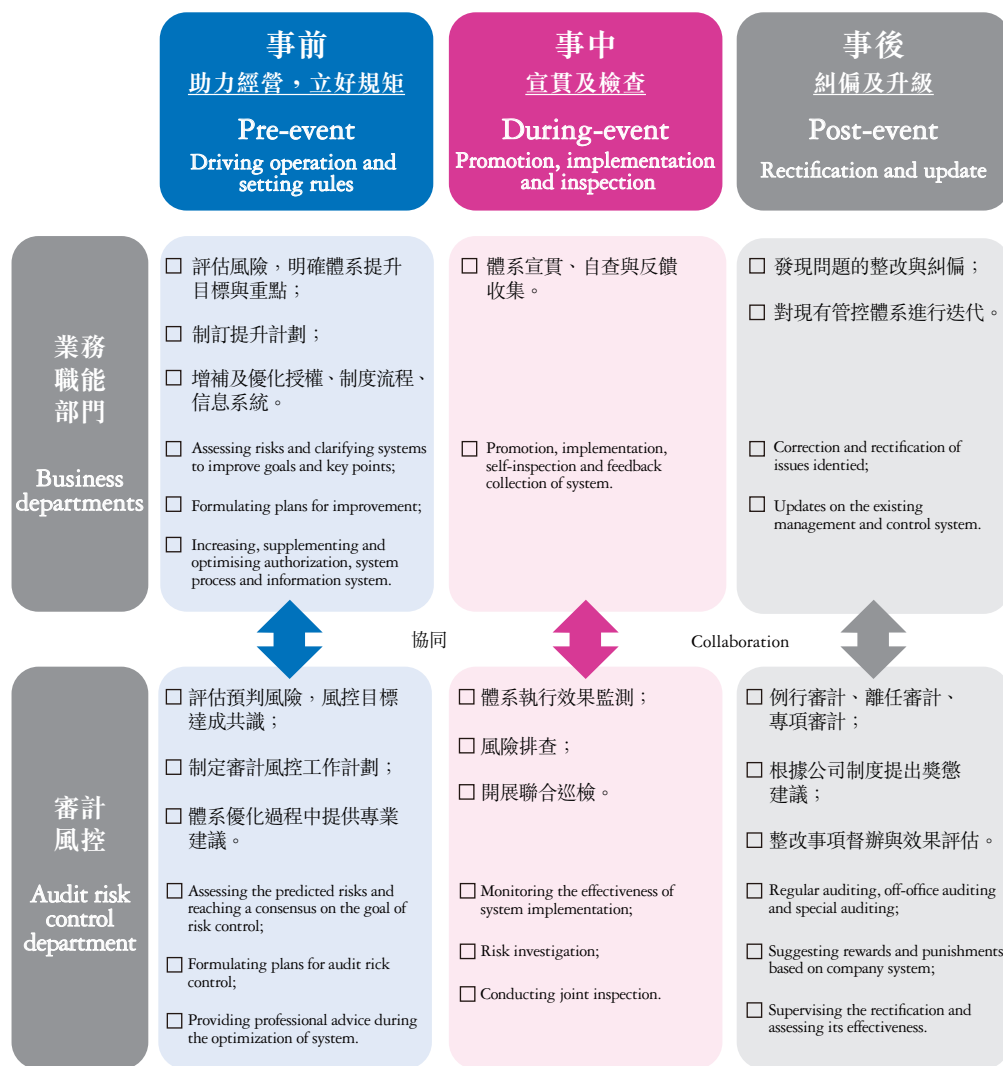 事前
助力經營，立好規矩
Pre-event
Driving operation and
setting rules
事中
宣貫及檢查
During-event
Promotion, implementation
and inspection
事後
糾偏及升級
Post-event
Rectification and update
業務
職能
部門
Business
departments
□ 評估風險，明確體系提升
目標與重點；
□ 制訂提升計劃；
□ 增補及優化授權、制度流程、
信息系統。
□ Assessing risks and clarifying systems
to improve goals and key points;
□ Formulating plans for improvement;
□ Increasing, supplementing and
optimising authorization, system
process and information system.
□ 體系宣貫、自查與反饋
收集。
□ Promotion, implementation,
self-inspection and feedback
collection of system.
□ 發現問題的整改與糾偏；
□ 對現有管控體系進行迭代。
□ Correction and rectification of
issues identied;
□ Updates on the existing
management and control system.
協同
Collaboration
審計
風控
Audit risk
control
department
□ 評估預判風險，風控目標
達成共識；
□ 制定審計風控工作計劃；
□ 體系優化過程中提供專業
建議。
□ Assessing the predicted risks and
reaching a consensus on the goal of
risk control;
□ Formulating plans for audit rick
control;
□ Providing professional advice during
the optimization of system.
□ 體系執行效果監測；
□ 風險排查；
□ 開展聯合巡檢。
□ Monitoring the effectiveness of
system implementation;
□ Risk investigation;
□ Conducting joint inspection.
□ 例行審計、離任審計、
專項審計；
□ 根據公司制度提出獎懲
建議；
□ 整改事項督辦與效果評估。
□ Regular auditing, off-office auditing
and special auditing;
□ Suggesting rewards and punishments
based on company system;
□ Supervising the rectification and
assessing its effectiveness.